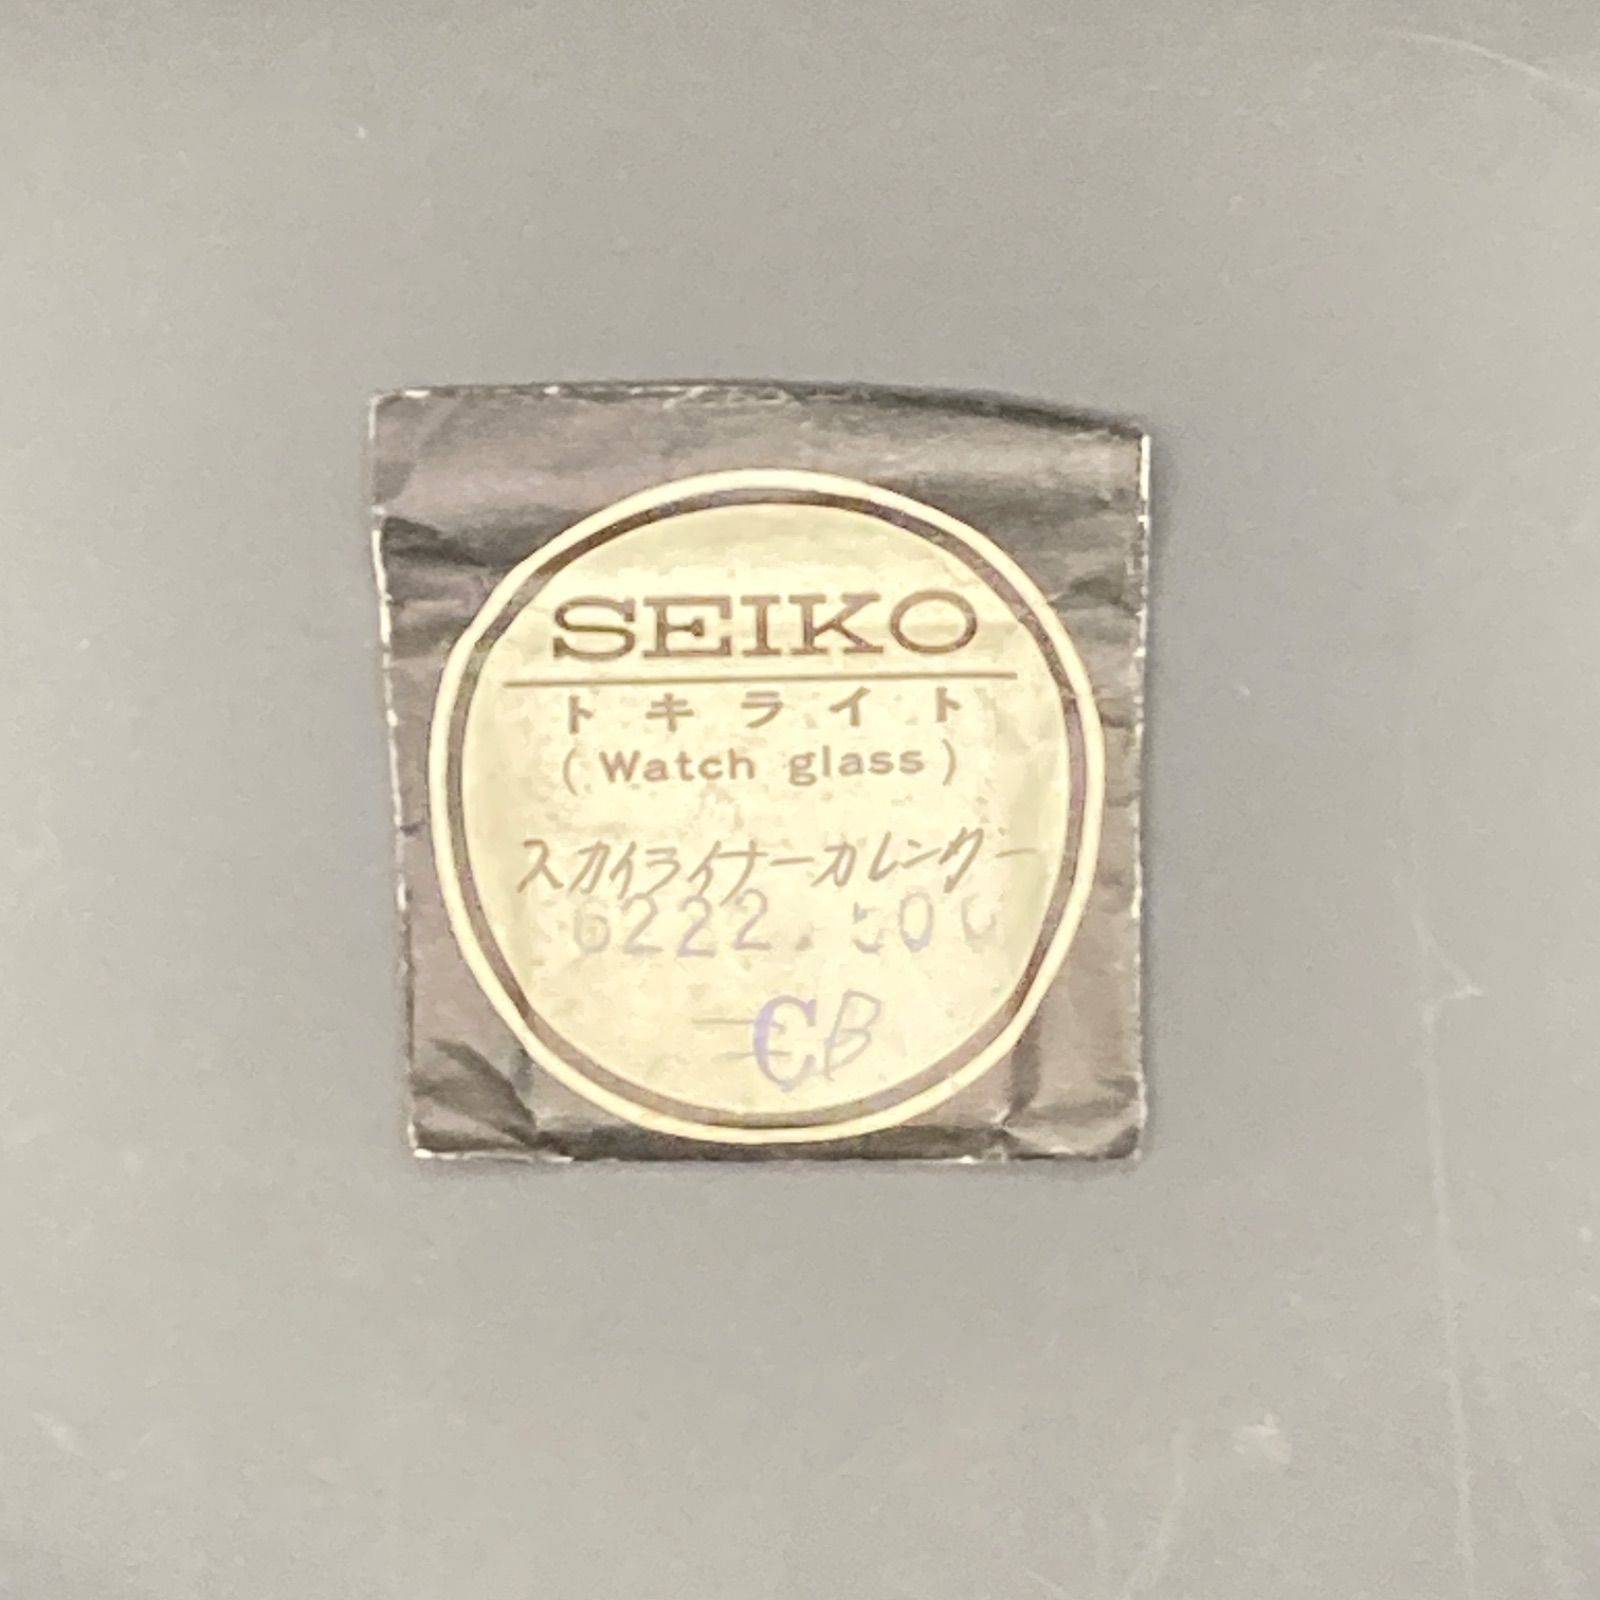 SEIKO
トキライト
(Watch glass)
スカイライナーカレンダー
6222.
CB